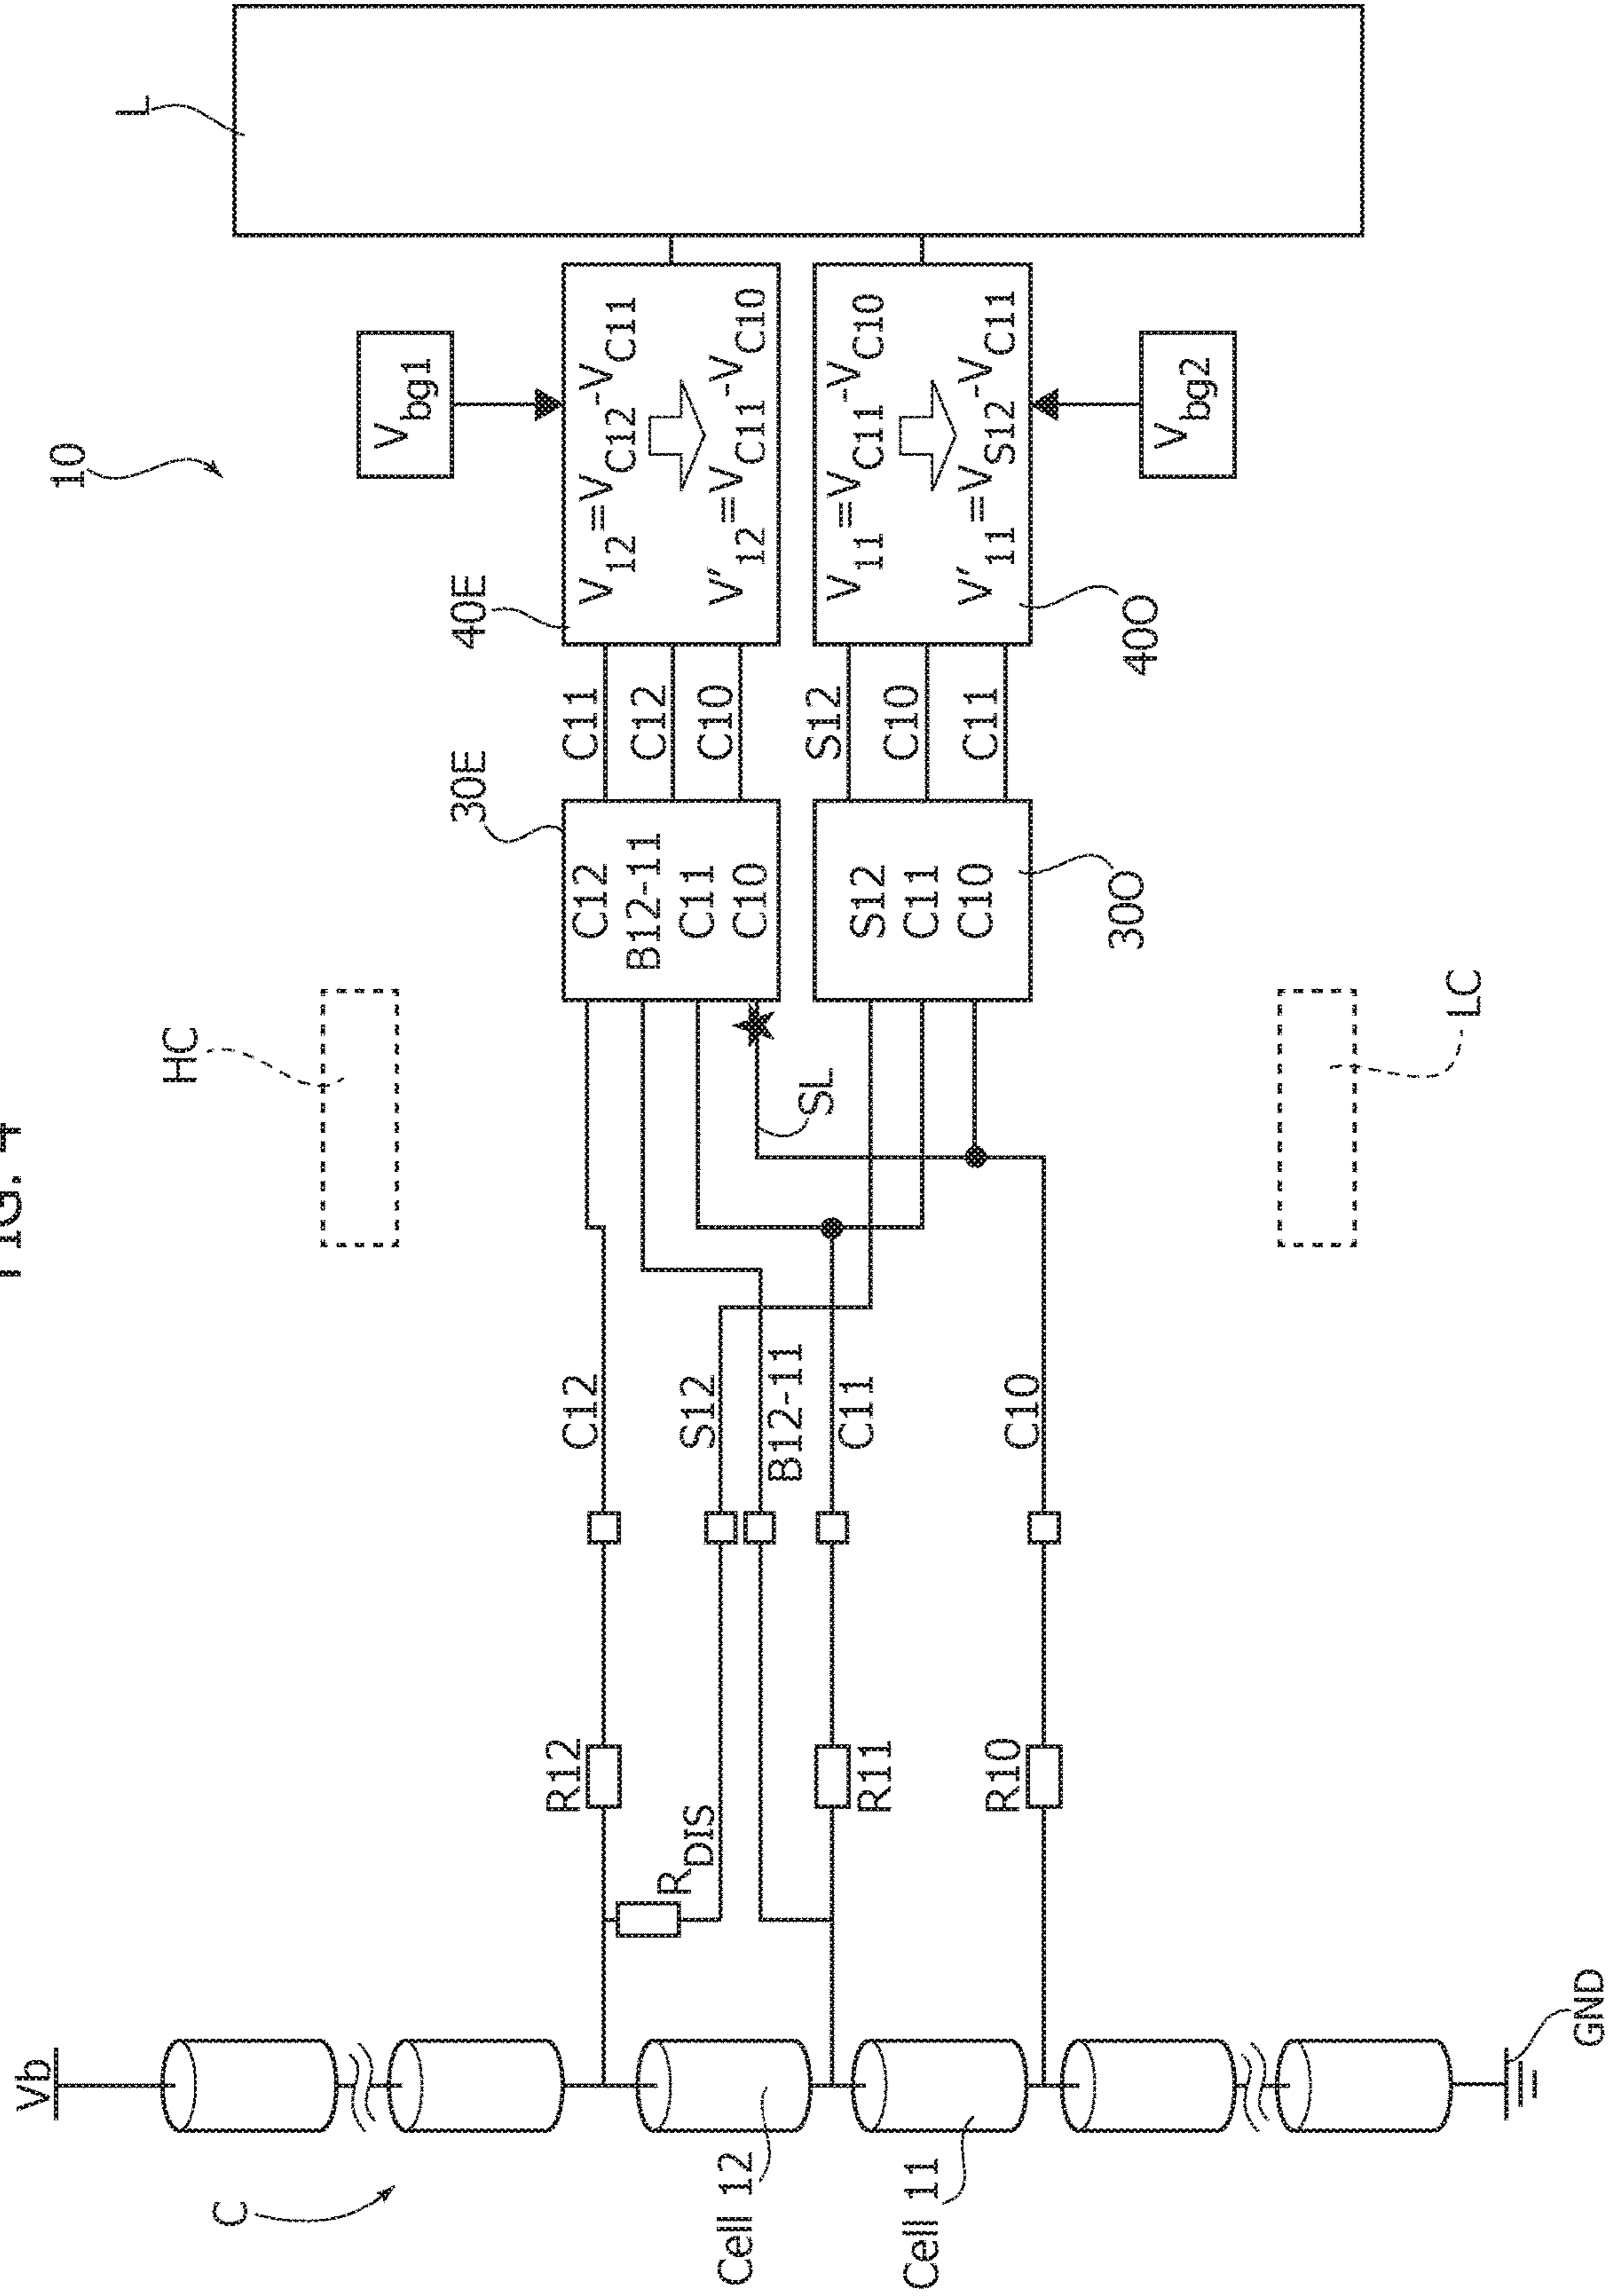 FIG. 4
10
L
Vbg1
V12=VC12-VC11
V'12=VC11-VC10
V11=VC11-VC10
V'11=VS12-VC11
Vbg2
40E
40O
C11
C12
C10
S12
C10
C11
30E
C12
B12-11
C11
C10
S12
C11
C10
30O
HC
LC
SL
C12
S12
B12-11
C11
C10
R12
RDIS
R11
R10
Vb
C
Cell 12
Cell 11
GND